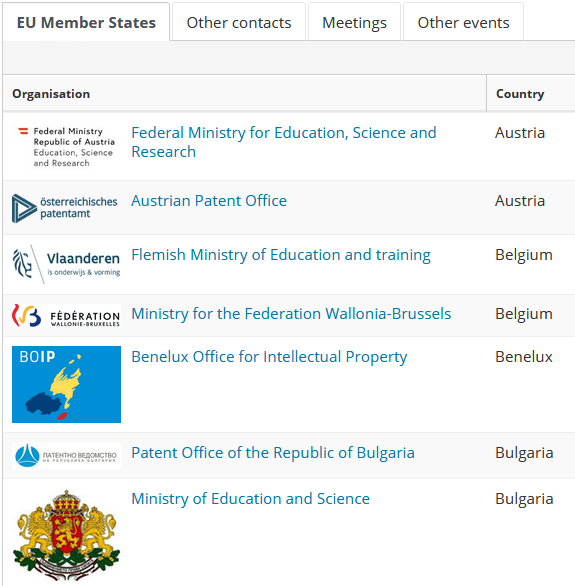 EU Member States
Other contacts
Meetings
Other events
Organisation
Country
Federal Ministry
Republic of Austria
Education, Science
and Research
Federal Ministry for Education, Science and
Research
Austria
österreichisches
patentamt
Austrian Patent Office
Austria
Vlaanderen
is onderwijs & vorming
Flemish Ministry of Education and training
Belgium
FÉDÉRATION
WALLONIE-BRUXELLES
Ministry for the Federation Wallonia-Brussels
Belgium
BOIP
Benelux Office for Intellectual Property
Benelux
ПАТЕНТНО ВЕДОМСТВО
НА РЕПУБЛИКА БЪЛГАРИЯ
Patent Office of the Republic of Bulgaria
Bulgaria
Ministry of Education and Science
Bulgaria